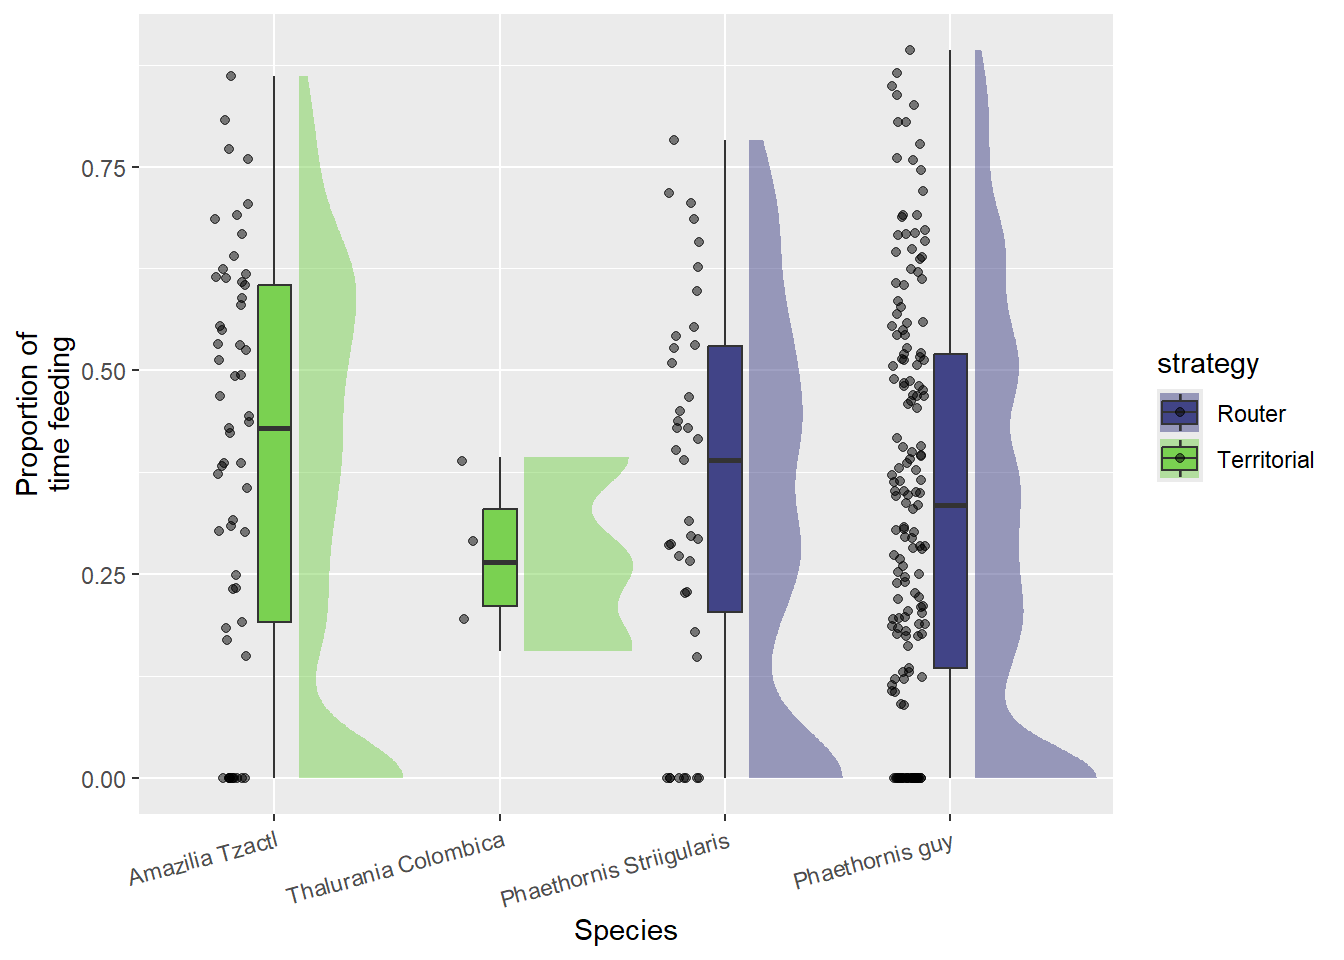 Proportion of
time feeding
0.75
0.50
0.25
0.00
Amazilia Tzactl
Thalurania Colombica
Phaethornis Striigularis
Phaethornis guy
Species
strategy
Router
Territorial